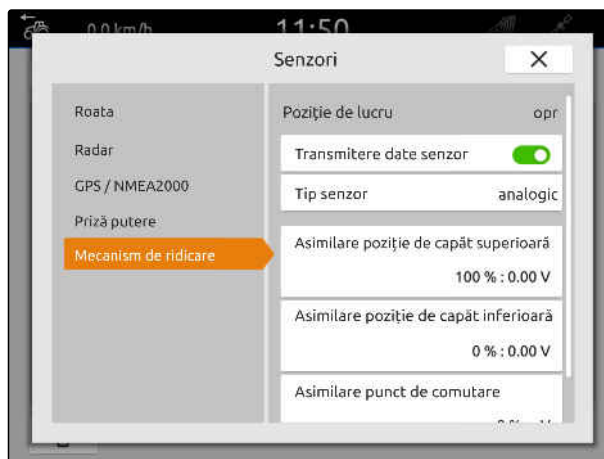 0.0 km/h
11:50
Senzori
Roata
Radar
GPS / NMEA2000
Priză putere
Mecanism de ridicare
Poziție de lucru opr
Transmitere date senzor
Tip senzor analogic
Asimilare poziție de capăt superioară
100 % : 0.00 V
Asimilare poziție de capăt inferioară
0 % : 0.00 V
Asimilare punct de comutare